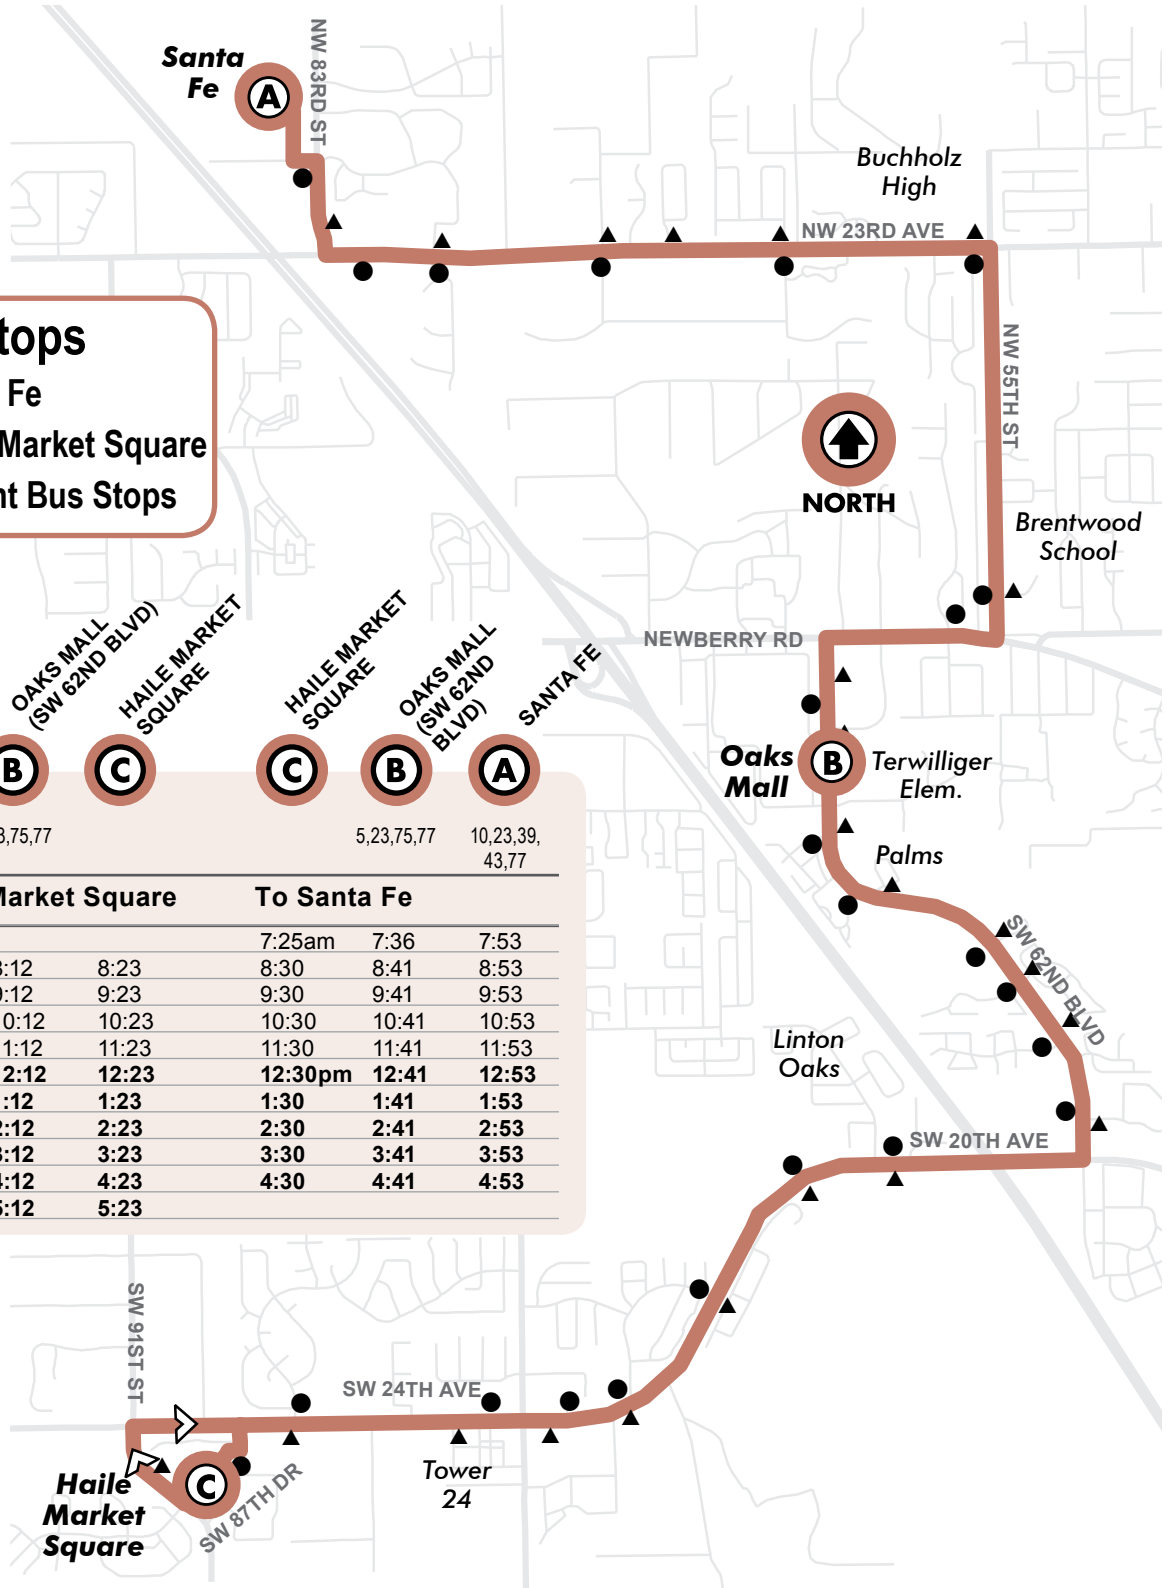 Santa
Fe
A
NW 83RD ST
Buchholz
High
NW 23RD AVE
NW 55TH ST
Fe
Market Square
Bus Stops
NORTH
Brentwood
School
NEWBERRY RD
OAKS MALL
(SW 62ND BLVD)
HAILE MARKET
SQUARE
HAILE MARKET
SQUARE
OAKS MALL
(SW 62ND
BLVD)
SANTA FE
B C C B A
Oaks
Mall
B
Terwilliger
Elem.
,75,77 5,23,75,77 10,23,39,
43,77
Palms
Market Square To Santa Fe
7:25am 7:36 7:53
:12 8:23 8:30 8:41 8:53
:12 9:23 9:30 9:41 9:53
0:12 10:23 10:30 10:41 10:53
1:12 11:23 11:30 11:41 11:53
2:12 12:23 12:30pm 12:41 12:53
:12 1:23 1:30 1:41 1:53
:12 2:23 2:30 2:41 2:53
:12 3:23 3:30 3:41 3:53
:12 4:23 4:30 4:41 4:53
:12 5:23
SW 62ND BLVD
Linton
Oaks
SW 20TH AVE
SW 91ST ST
SW 24TH AVE
Tower
24
C
SW 87TH DR
Haile
Market
Square